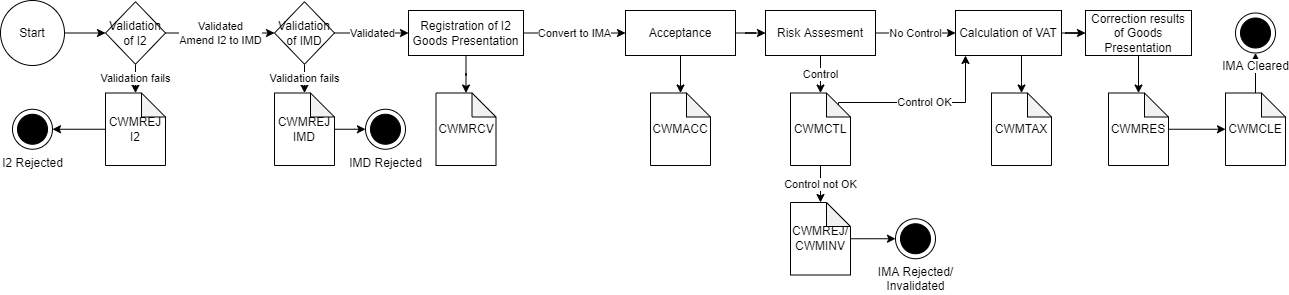 Start
Validation
of I2
Validated
Amend I2 to IMD
Validation
of IMD
Validated
Registration of I2
Goods Presentation
Convert to IMA
Acceptance
Risk Assesment
No Control
Calculation of VAT
Correction results
of Goods
Presentation
IMA Cleared
Validation fails
Validation fails
Control
Control OK
I2 Rejected
CWMREJ
I2
CWMREJ
IMD
IMD Rejected
CWMRCV
CWMACC
CWMCTL
CWMTAX
CWMRES
CWMCLE
Control not OK
CWMREJ/
CWMINV
IMA Rejected/
Invalidated